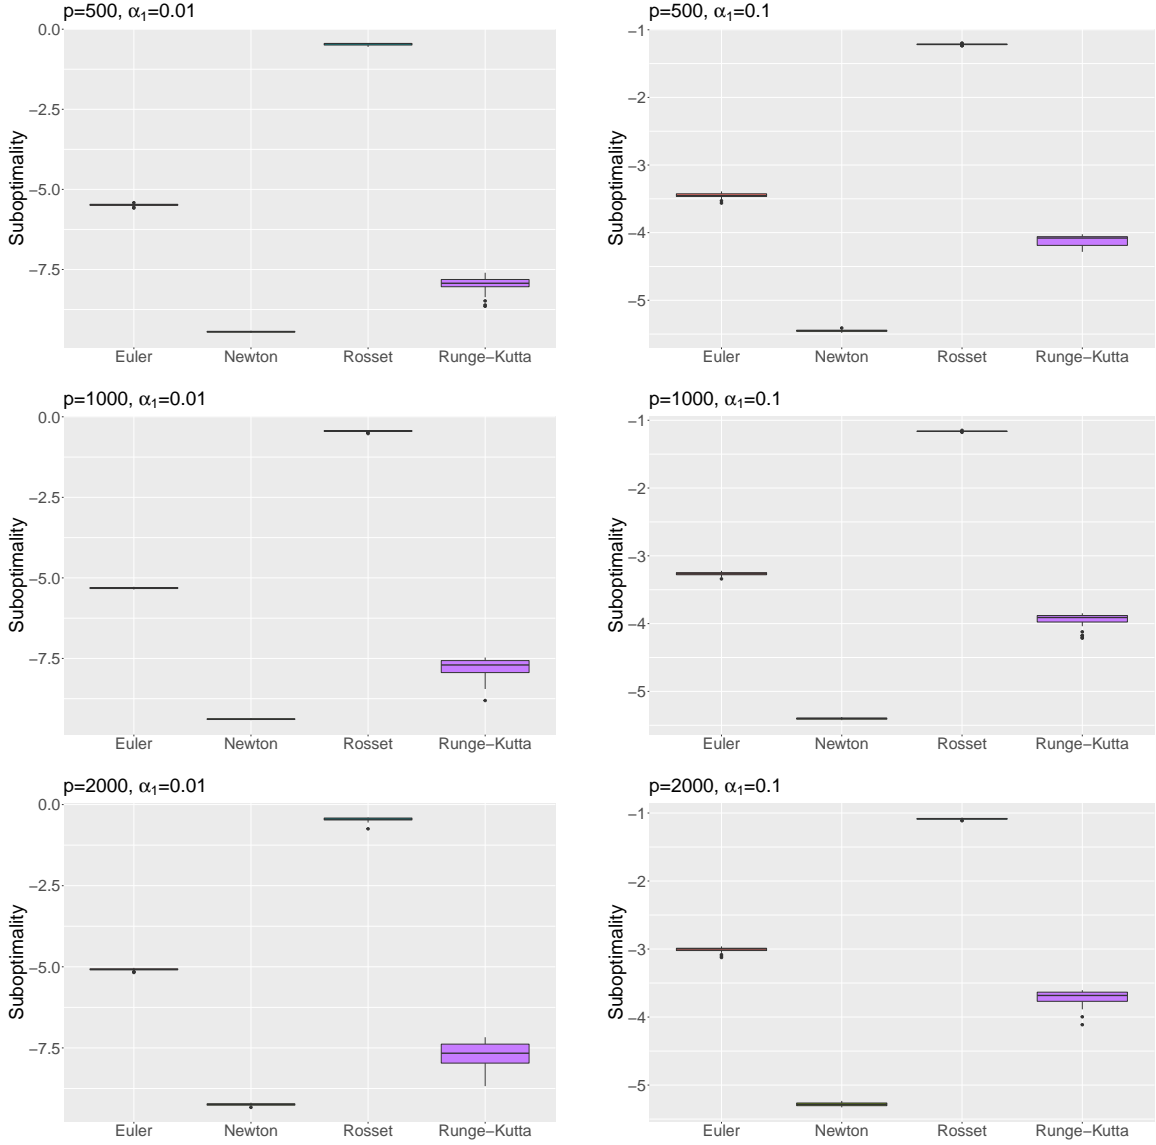 p=500, α₁=0.01
Suboptimality
0.0
−2.5
−5.0
−7.5
Euler Newton Rosset Runge−Kutta
p=500, α₁=0.1
Suboptimality
−1
−2
−3
−4
−5
Euler Newton Rosset Runge−Kutta
p=1000, α₁=0.01
Suboptimality
0.0
−2.5
−5.0
−7.5
Euler Newton Rosset Runge−Kutta
p=1000, α₁=0.1
Suboptimality
−1
−2
−3
−4
−5
Euler Newton Rosset Runge−Kutta
p=2000, α₁=0.01
Suboptimality
0.0
−2.5
−5.0
−7.5
Euler Newton Rosset Runge−Kutta
p=2000, α₁=0.1
Suboptimality
−1
−2
−3
−4
−5
Euler Newton Rosset Runge−Kutta